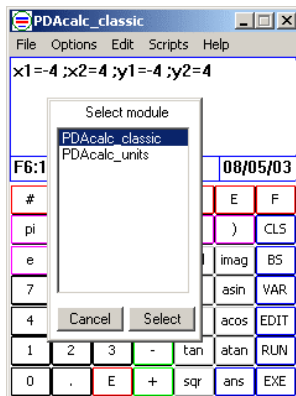 PDAcalc_classic
File Options Edit Scripts Help
x1=-4 ;x2=4 ;y1=-4 ;y2=4
Select module
PDAcalc_classic
PDAcalc_units
F6:1 08/05/03
# E F
pi ) CLS
e imag BS
7 asin VAR
4 Cancel Select acos EDIT
1 2 3 - tan atan RUN
0 . E + sqr ans EXE